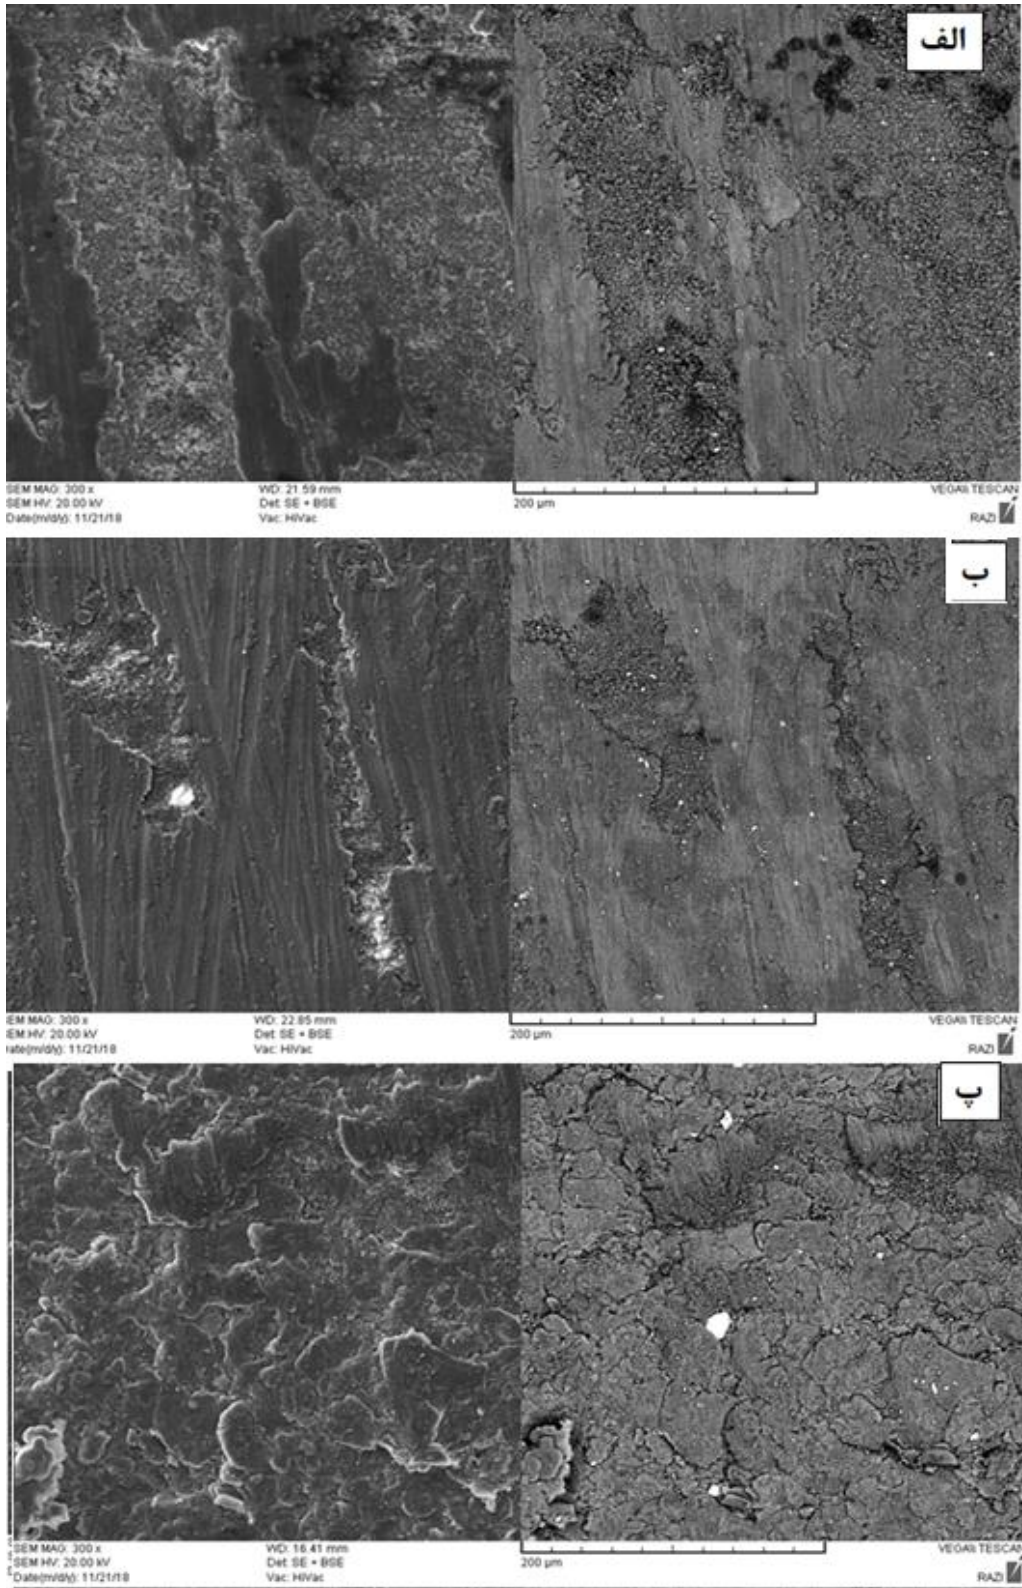 الف
SEM MAG: 300 x WD: 21.59 mm
SEM HV: 20.00 kV Det: SE + BSE 200 µm VEGA\\ TESCAN
Date(m/d/y): 11/21/18 Vac: HiVac RAZI
ب
SEM MAG: 300 x WD: 22.85 mm
SEM HV: 20.00 kV Det: SE + BSE 200 µm VEGA\\ TESCAN
Date(m/d/y): 11/21/18 Vac: HiVac RAZI
پ
SEM MAG: 300 x WD: 16.41 mm
SEM HV: 20.00 kV Det: SE + BSE 200 µm VEGA\\ TESCAN
Date(m/d/y): 11/21/18 Vac: HiVac RAZI